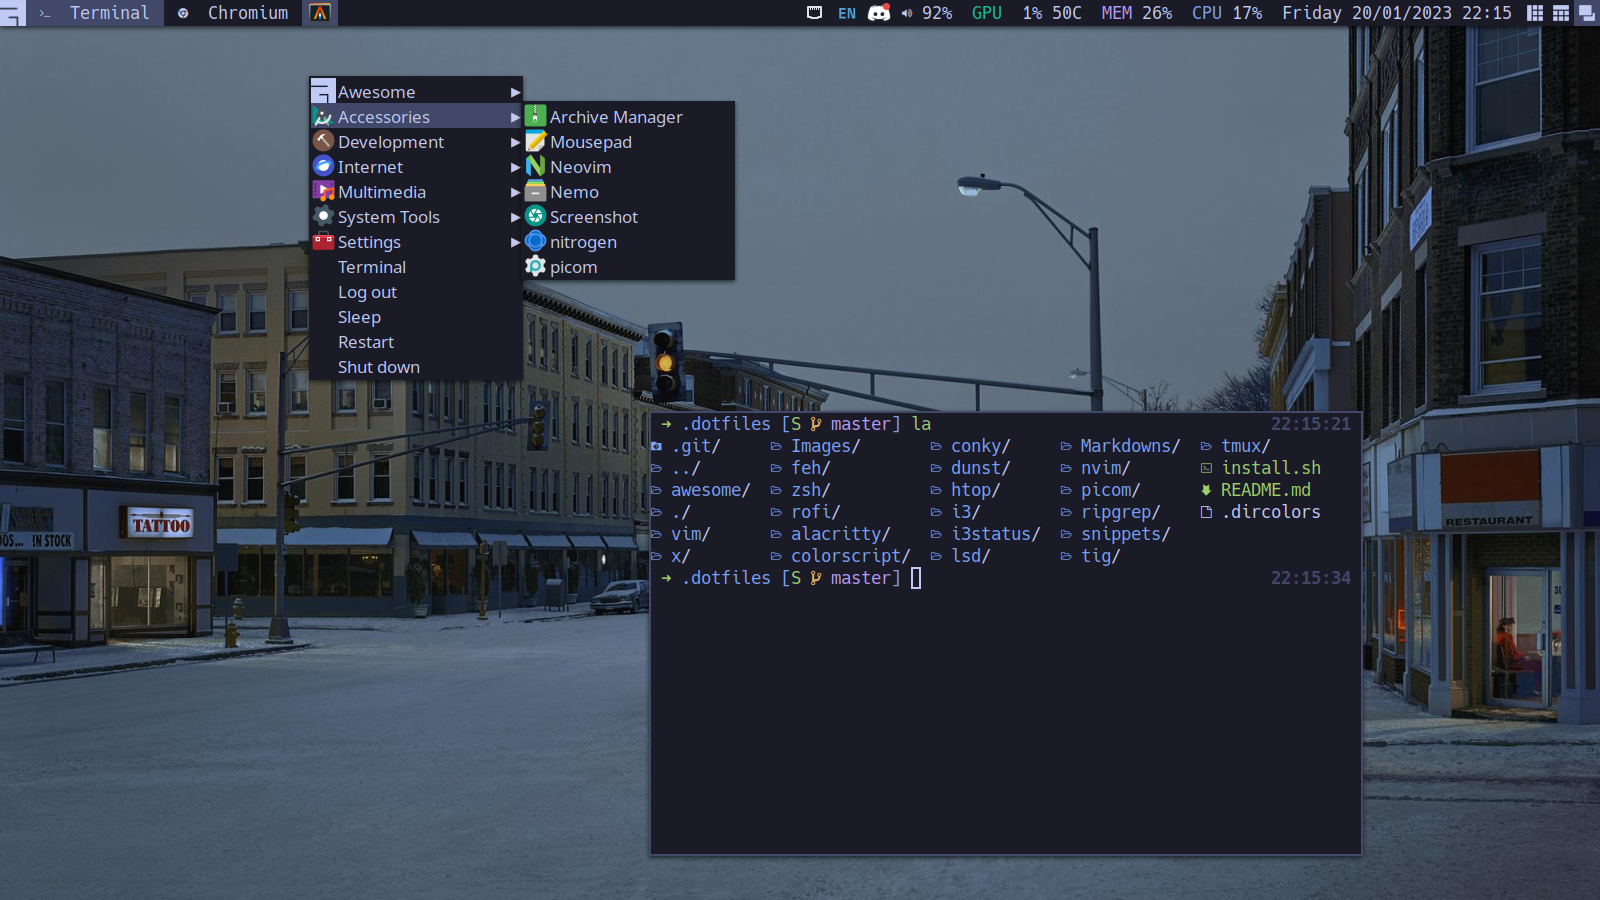 Terminal Chromium EN 92% GPU 1% 50C MEM 26% CPU 17% Friday 20/01/2023 22:15
Awesome
Accessories
Development
Internet
Multimedia
System Tools
Settings
Terminal
Log out
Sleep
Restart
Shut down
Archive Manager
Mousepad
Neovim
Nemo
Screenshot
nitrogen
picom
➜ .dotfiles [S master] la 22:15:21
.git/ Images/ conky/ Markdowns/ tmux/
../ feh/ dunst/ nvim/ install.sh
awesome/ zsh/ htop/ picom/ README.md
./ rofi/ i3/ ripgrep/ .dircolors
vim/ alacritty/ i3status/ snippets/
x/ colorscript/ lsd/ tig/
➜ .dotfiles [S master] 22:15:34
TATTOO
IN STOCK
RESTAURANT